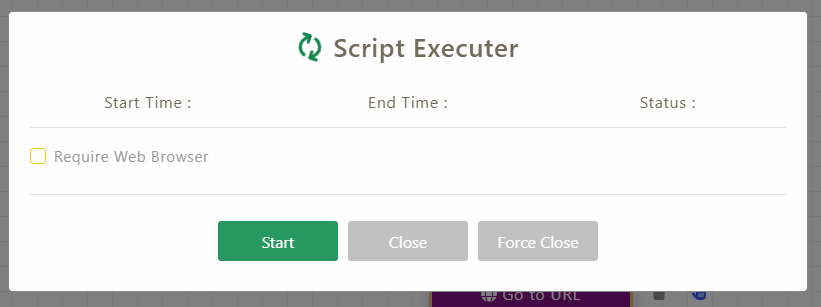 Script Executer
Start Time :
End Time :
Status :
Require Web Browser
Start
Close
Force Close
Go to URL